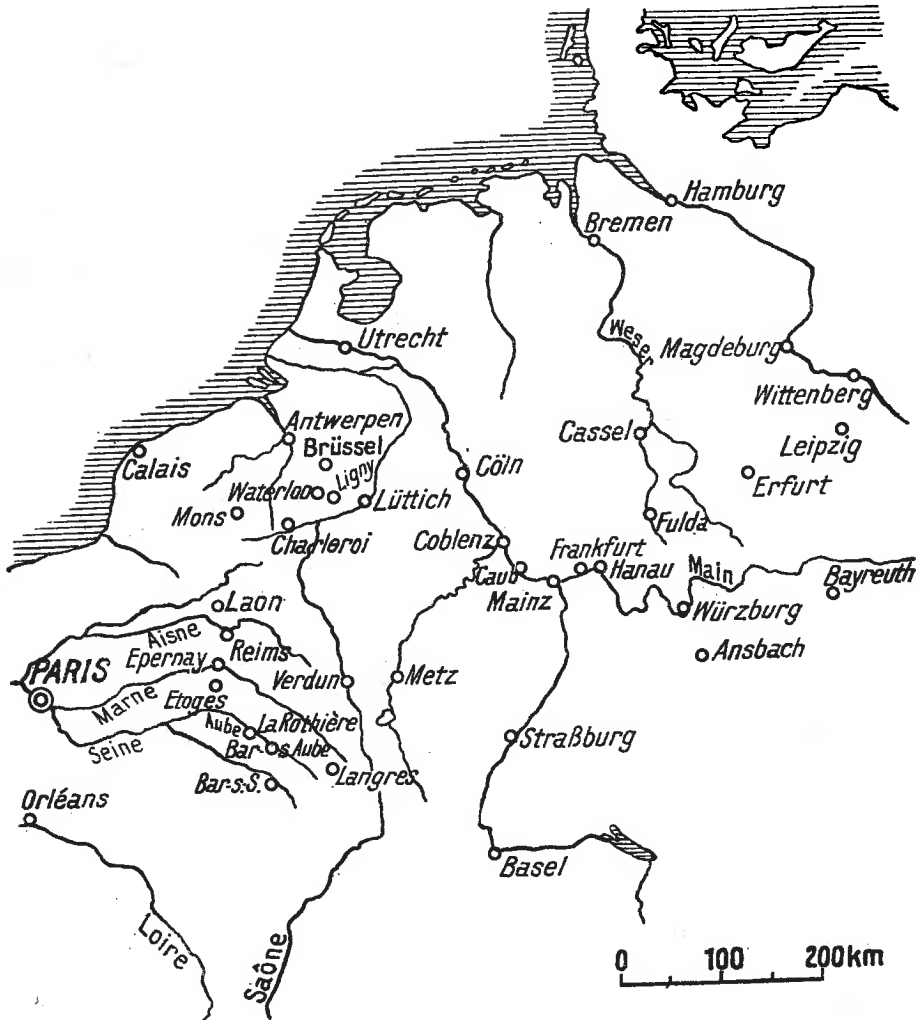 Hamburg
Bremen
Utrecht
Weser
Magdeburg
Wittenberg
Antwerpen
Calais
Brüssel
Cassel
Leipzig
Cöln
Ligny
Waterloo
Erfurt
Mons
Lüttich
Fulda
Charleroi
Coblenz
Frankfurt
Caub
Hanau
Main
Bayreuth
Mainz
Laon
Würzburg
Aisne
Reims
Ansbach
Epernay
PARIS
Verdun
Metz
Marne
Etoges
Aube
La Rothière
Seine
Bar-s Aube
Straßburg
Bar-s.-S.
Langres
Orléans
Basel
Loire
Saône
0 100 200km